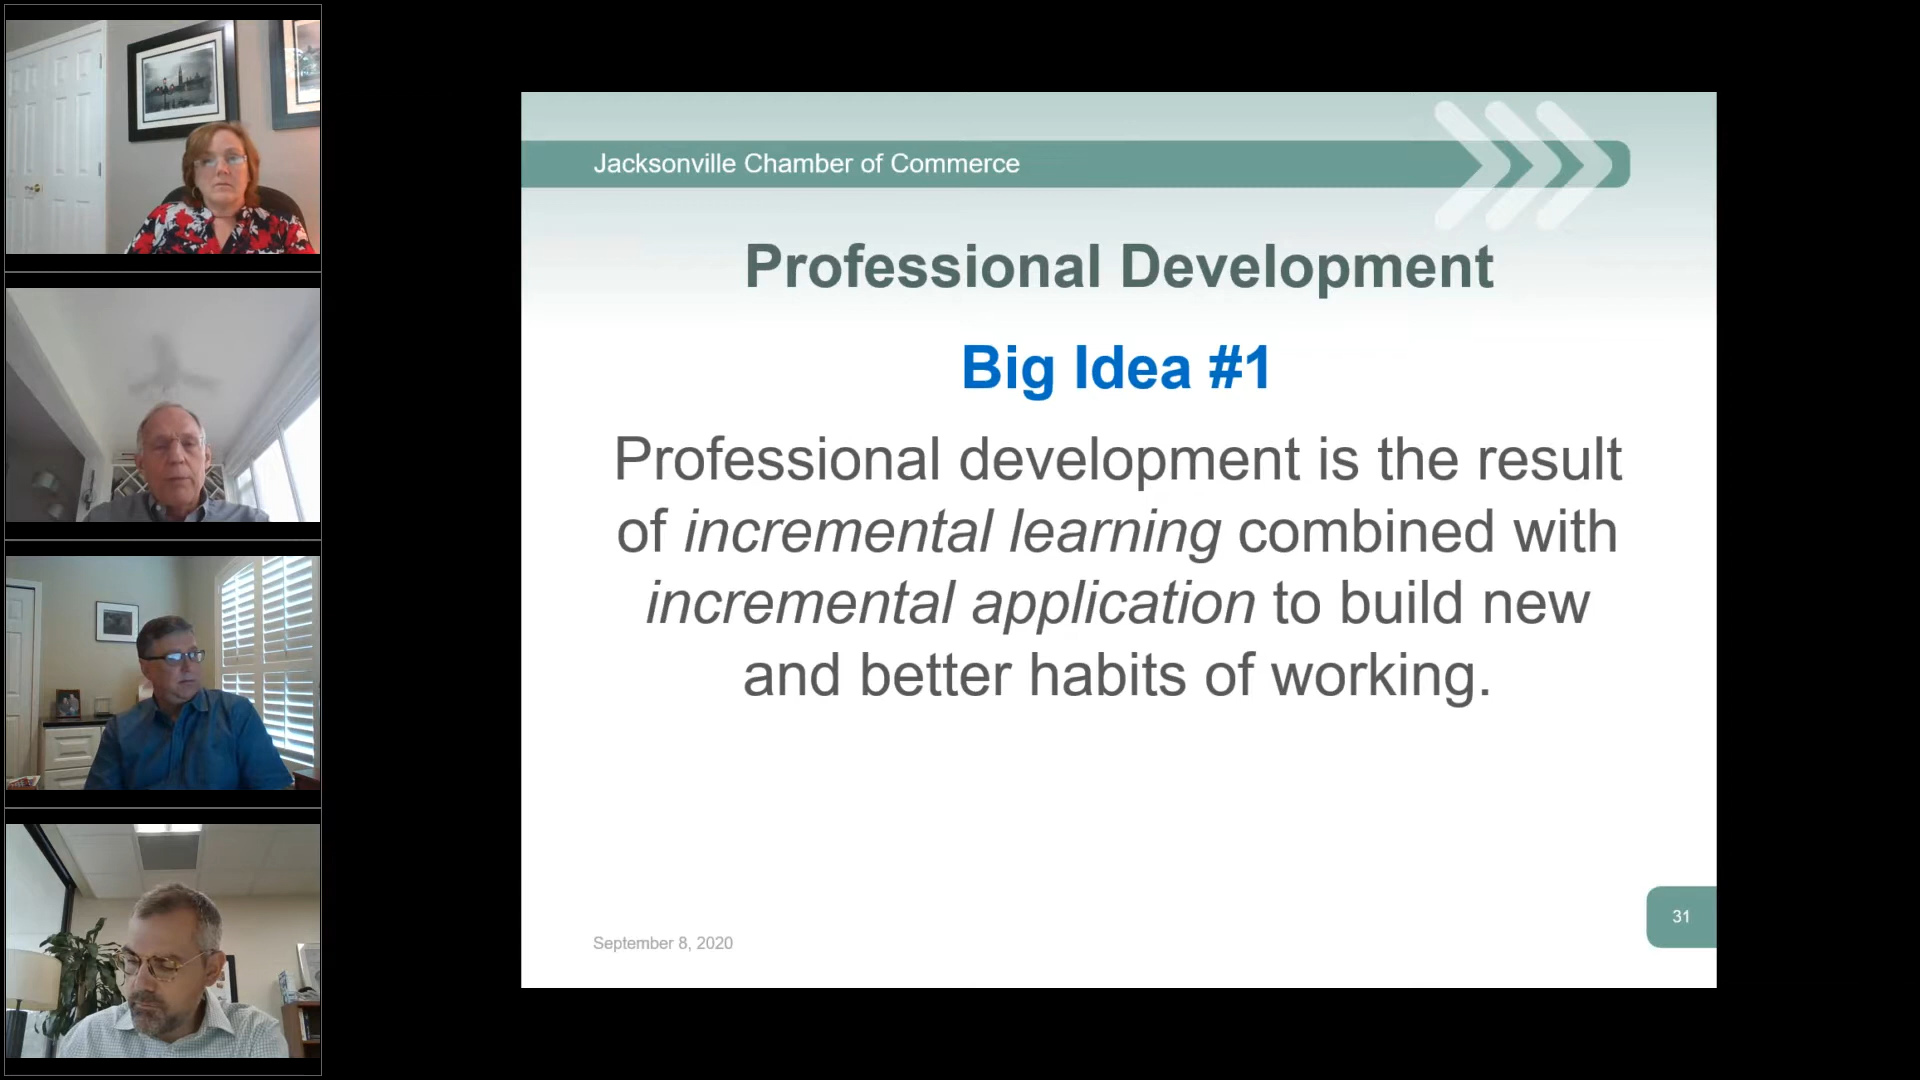 Jacksonville Chamber of Commerce
Professional Development
Big Idea #1
Professional development is the result
of incremental learning combined with
incremental application to build new
and better habits of working.
31
September 8, 2020